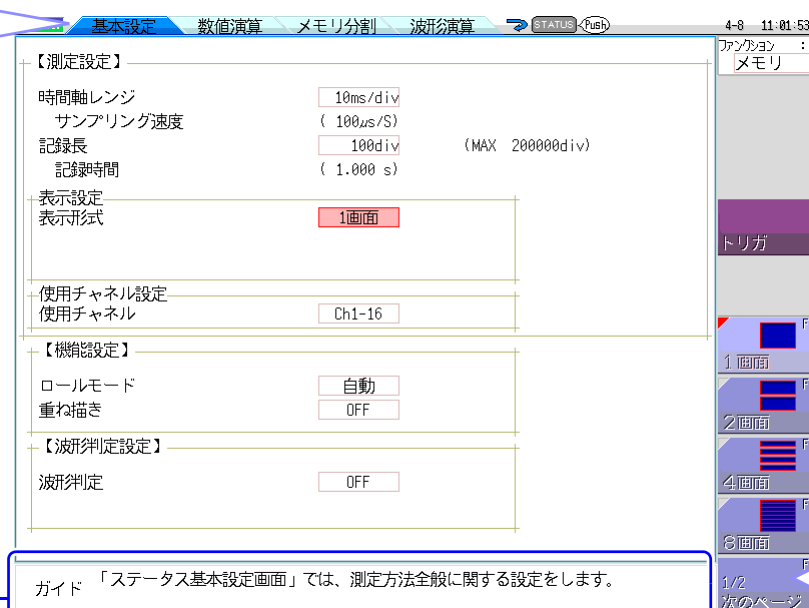 基本設定 数値演算 メモリ分割 波形演算 STATUS Push 4-8 11:01:53
ファンクション :
メモリ
【測定設定】
時間軸レンジ 10ms/div
サンプリング速度 ( 100μs/S)
記録長 100div (MAX 200000div)
記録時間 ( 1.000 s)
表示設定
表示形式 1画面
トリガ
使用チャネル設定
使用チャネル Ch1-16
【機能設定】
ロールモード 自動
重ね描き OFF
【波形判定設定】
波形判定 OFF
F
1画面
F
2画面
F
4画面
F
8画面
F
1/2
次のページ
ガイド 「ステータス基本設定画面」では、測定方法全般に関する設定をします。